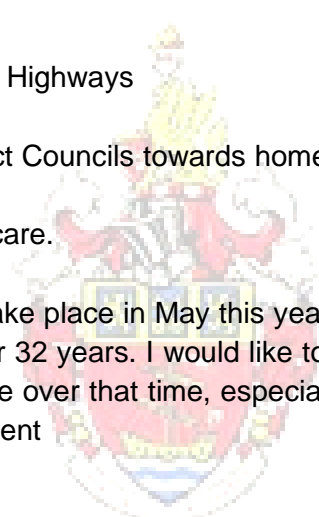 Highways
ct Councils towards home
care.
ake place in May this yea
r 32 years. I would like to
e over that time, especia
ent